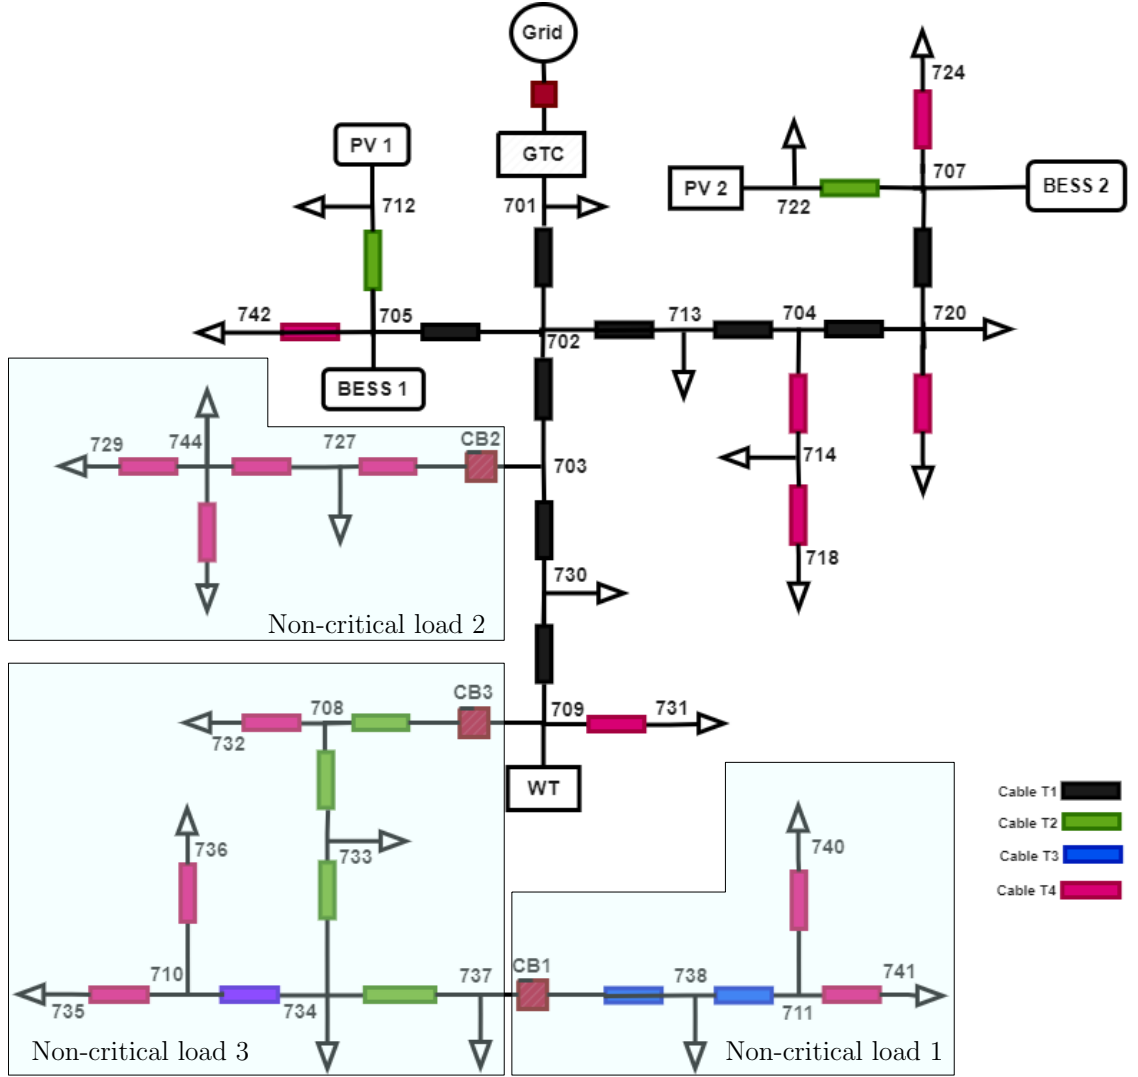 Grid
GTC
PV 1
724
707
BESS 2
PV 2
722
712
701
742
705
702
713
704
720
BESS 1
729
744
727
CB2
703
714
718
730
Non-critical load 2
CB3
708
709
731
732
WT
Cable T1
Cable T2
Cable T3
Cable T4
736
733
740
710
737
CB1
738
741
735
734
711
Non-critical load 3
Non-critical load 1